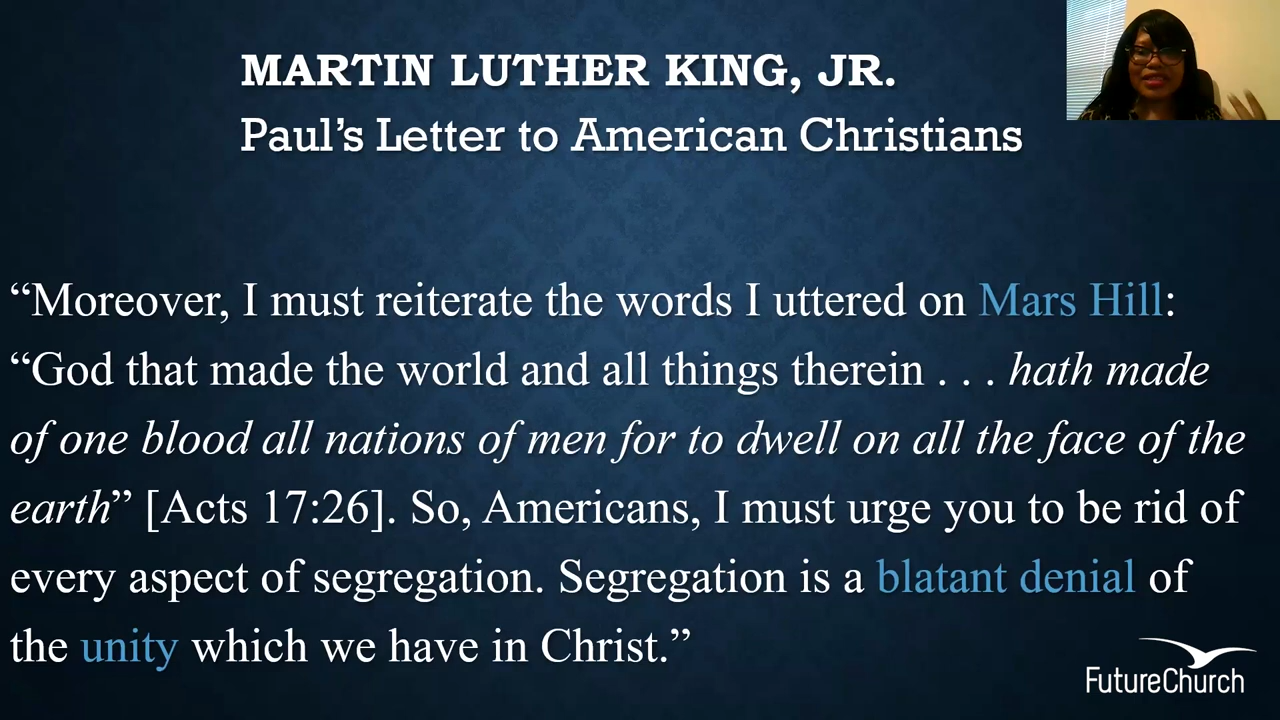 MARTIN LUTHER KING, JR.
Paul’s Letter to American Christians
“Moreover, I must reiterate the words I uttered on Mars Hill:
“God that made the world and all things therein . . . hath made
of one blood all nations of men for to dwell on all the face of the
earth” [Acts 17:26]. So, Americans, I must urge you to be rid of
every aspect of segregation. Segregation is a blatant denial of
the unity which we have in Christ.”
FutureChurch